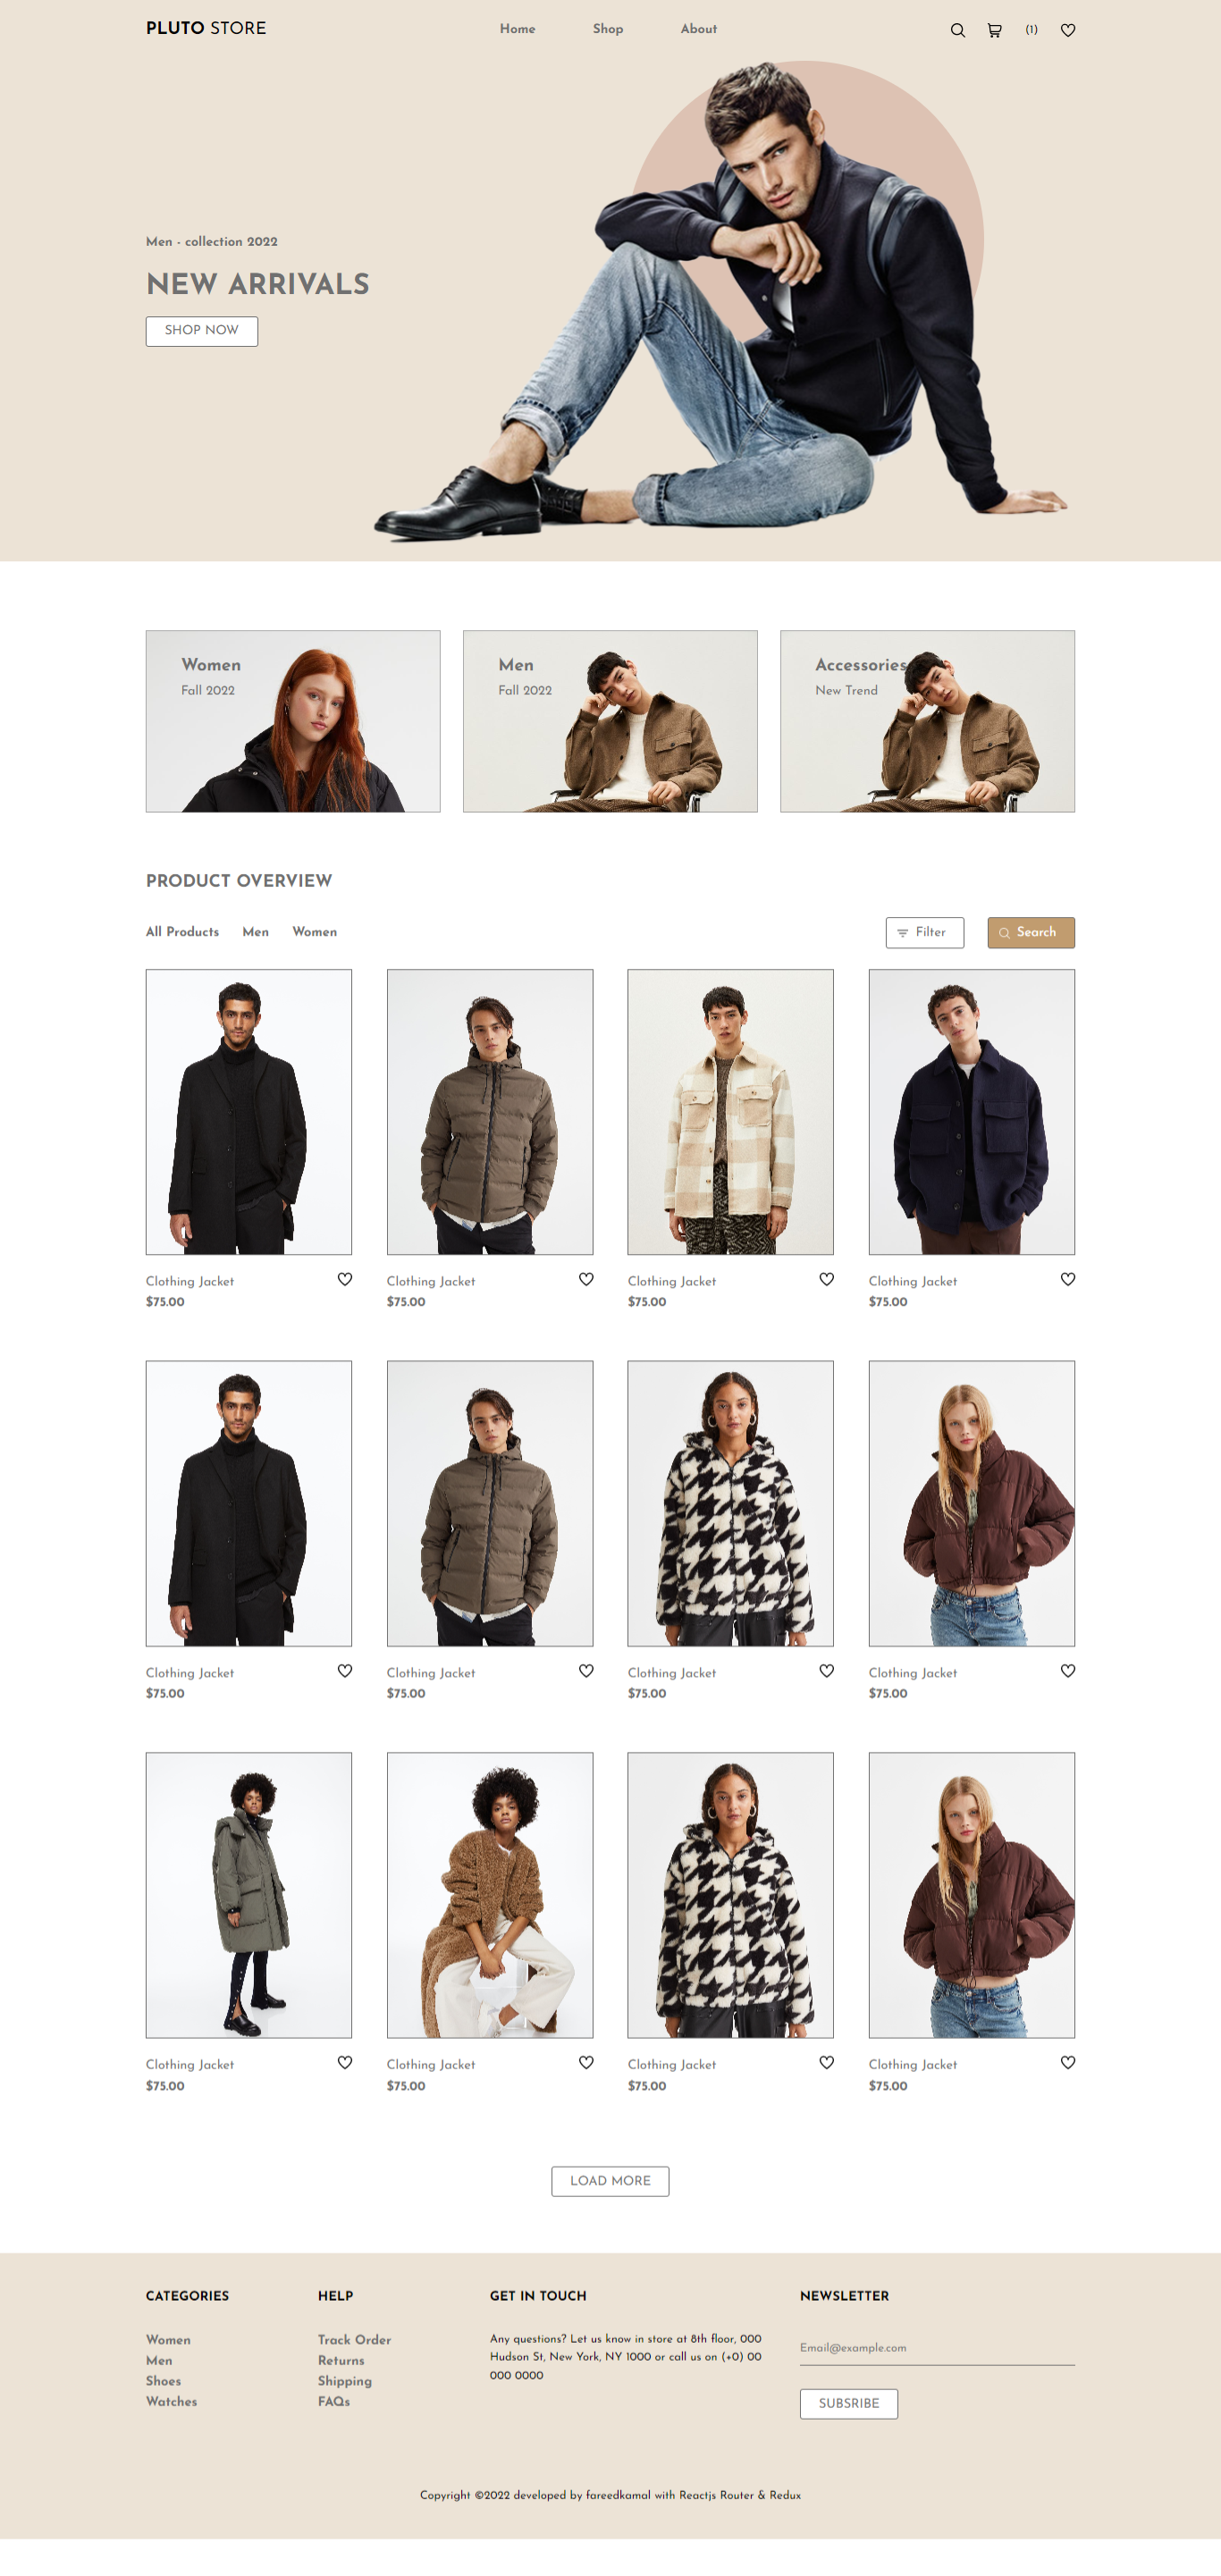 PLUTO STORE
Home Shop About
(1)
Men - collection 2022
NEW ARRIVALS
SHOP NOW
Women
Fall 2022
Men
Fall 2022
Accessories
New Trend
PRODUCT OVERVIEW
All Products Men Women
Filter Search
Clothing Jacket Clothing Jacket Clothing Jacket Clothing Jacket
$75.00 $75.00 $75.00 $75.00
Clothing Jacket Clothing Jacket Clothing Jacket Clothing Jacket
$75.00 $75.00 $75.00 $75.00
Clothing Jacket Clothing Jacket Clothing Jacket Clothing Jacket
$75.00 $75.00 $75.00 $75.00
LOAD MORE
CATEGORIES
Women
Men
Shoes
Watches
HELP
Track Order
Returns
Shipping
FAQs
GET IN TOUCH
Any questions? Let us know in store at 8th floor, 000
Hudson St, New York, NY 1000 or call us on (+0) 00
000 0000
NEWSLETTER
Email@example.com
SUBSRIBE
Copyright ©2022 developed by fareedkamal with Reactjs Router & Redux